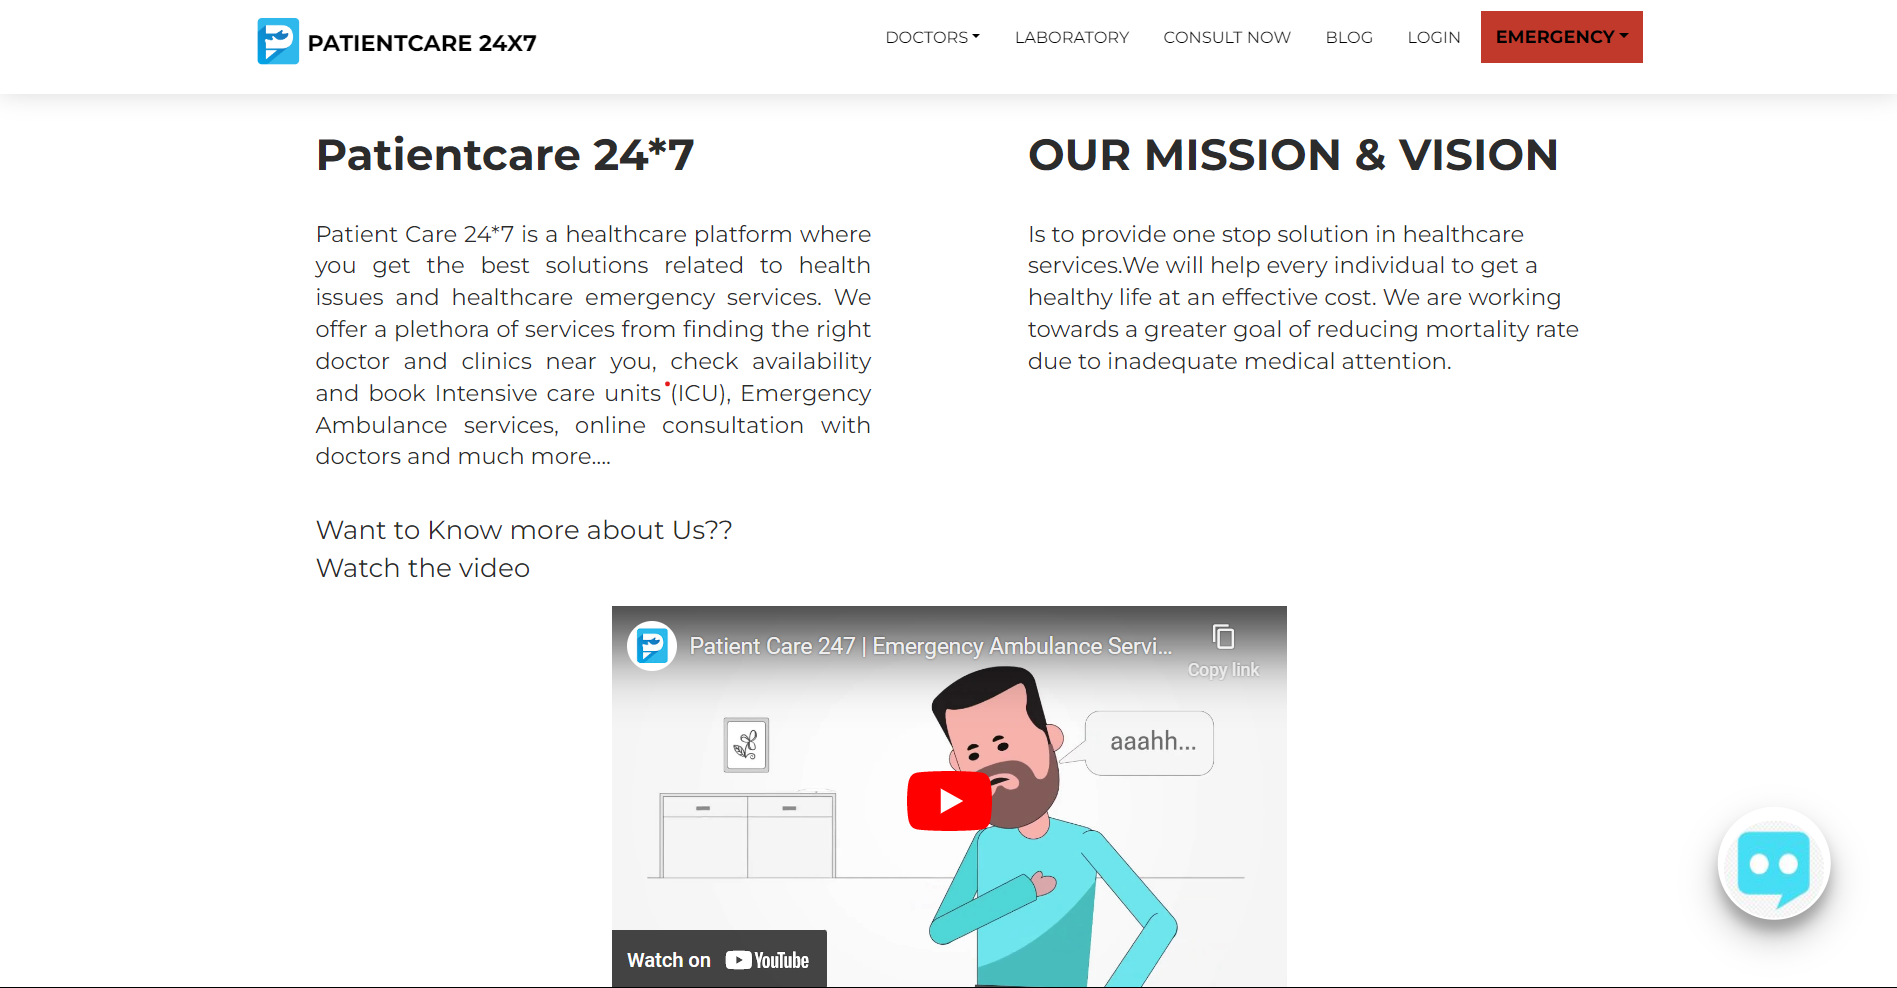 PATIENTCARE 24X7
DOCTORS
LABORATORY
CONSULT NOW
BLOG
LOGIN
EMERGENCY
Patientcare 24*7
Patient Care 24*7 is a healthcare platform where
you get the best solutions related to health
issues and healthcare emergency services. We
offer a plethora of services from finding the right
doctor and clinics near you, check availability
and book Intensive care units (ICU), Emergency
Ambulance services, online consultation with
doctors and much more....
OUR MISSION & VISION
Is to provide one stop solution in healthcare
services.We will help every individual to get a
healthy life at an effective cost. We are working
towards a greater goal of reducing mortality rate
due to inadequate medical attention.
Want to Know more about Us??
Watch the video
Patient Care 247 | Emergency Ambulance Servi...
Copy link
aaahh...
Watch on YouTube